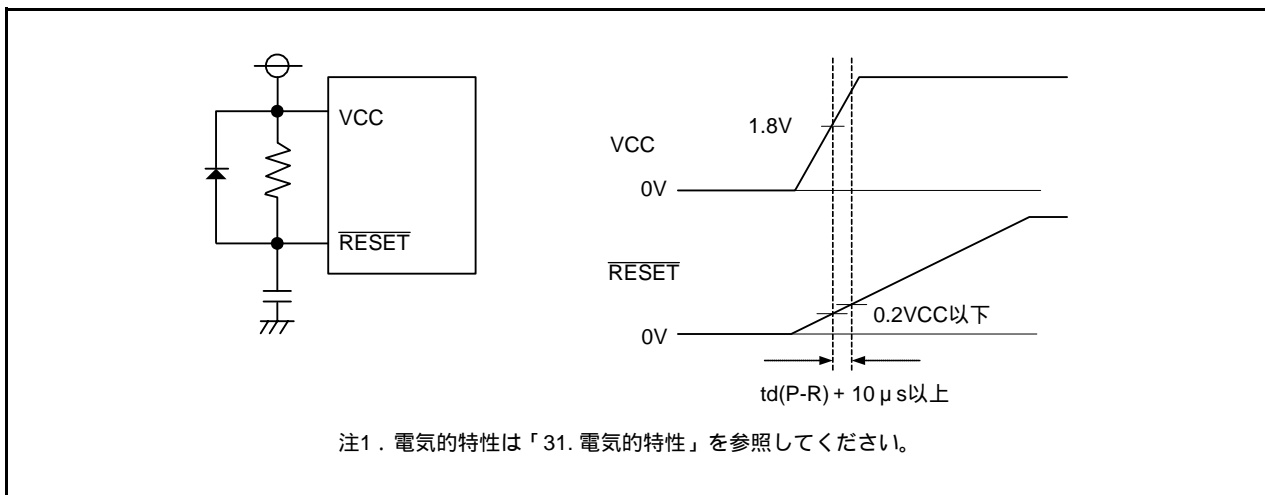 VCC
RESET
1.8V
VCC
0V
RESET
0.2VCC以下
0V
td(P-R) + 10 μ s以上
注1．電気的特性は「31. 電気的特性」を参照してください。